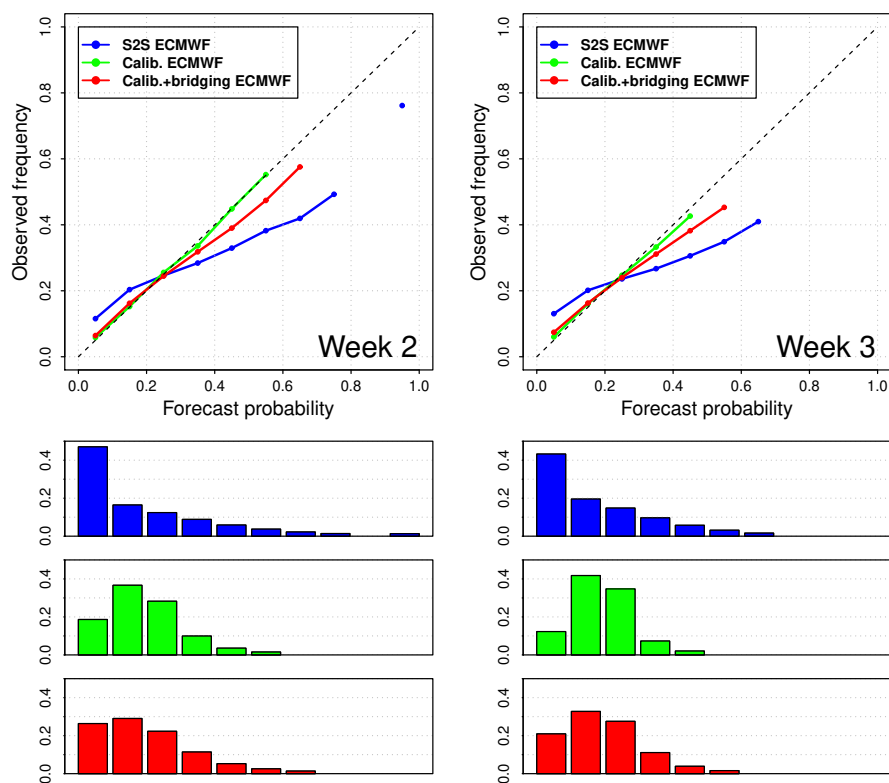 S2S ECMWF
Calib. ECMWF
Calib.+bridging ECMWF
Observed frequency
0.0 0.2 0.4 0.6 0.8 1.0
Week 2
0.0 0.2 0.4 0.6 0.8 1.0
Forecast probability
S2S ECMWF
Calib. ECMWF
Calib.+bridging ECMWF
Observed frequency
0.0 0.2 0.4 0.6 0.8 1.0
Week 3
0.0 0.2 0.4 0.6 0.8 1.0
Forecast probability
0.0 0.2 0.4
0.0 0.2 0.4
0.0 0.2 0.4
0.0 0.2 0.4
0.0 0.2 0.4
0.0 0.2 0.4